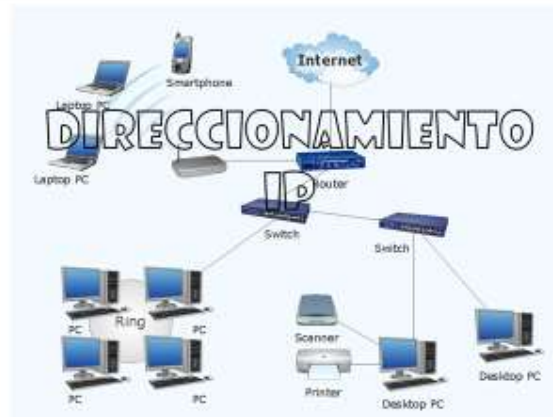 Internet
Smartphone
Laptop PC
DIRECCIONAMIENTO
IP
Laptop PC
Router
Switch
Switch
PC
PC
Ring
Scanner
PC
PC
Printer
Desktop PC
Desktop PC